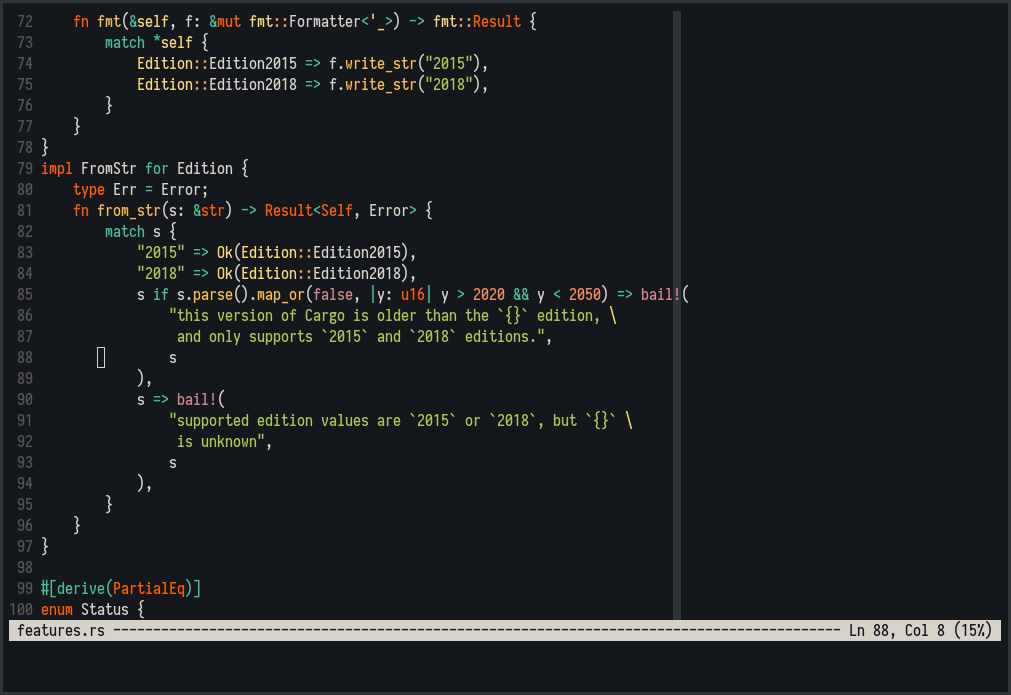 72     fn fmt(&self, f: &mut fmt::Formatter<'_>) -> fmt::Result {
73         match *self {
74             Edition::Edition2015 => f.write_str("2015"),
75             Edition::Edition2018 => f.write_str("2018"),
76         }
77     }
78 }
79 impl FromStr for Edition {
80     type Err = Error;
81     fn from_str(s: &str) -> Result<Self, Error> {
82         match s {
83             "2015" => Ok(Edition::Edition2015),
84             "2018" => Ok(Edition::Edition2018),
85             s if s.parse().map_or(false, |y: u16| y > 2020 && y < 2050) => bail!(
86                 "this version of Cargo is older than the `{}` edition, \
87                  and only supports `2015` and `2018` editions.",
88                 s
89             ),
90             s => bail!(
91                 "supported edition values are `2015` or `2018`, but `{}` \
92                  is unknown",
93                 s
94             ),
95         }
96     }
97 }
98
99 #[derive(PartialEq)]
100 enum Status {
features.rs ------------------------------------------------------------------------------------------- Ln 88, Col 8 (15%)